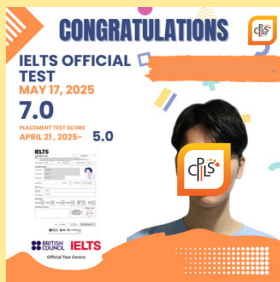 CONGRATULATIONS
CPILS
IELTS OFFICIAL
TEST
MAY 17, 2025
7.0
PLACEMENT TEST SCORE
APRIL 21, 2025- 5.0
IELTS
CPILS
BRITISH
COUNCIL
IELTS
Official Test Centre